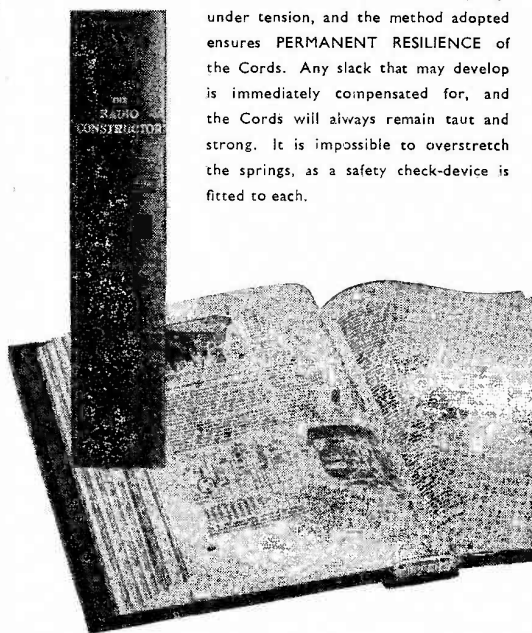 under tension, and the method adopted
ensures PERMANENT RESILIENCE of
the Cords. Any slack that may develop
is immediately compensated for, and
the Cords will always remain taut and
strong. It is impossible to overstretch
the springs, as a safety check-device is
fitted to each.
THE
RADIO
CONSTRUCTOR